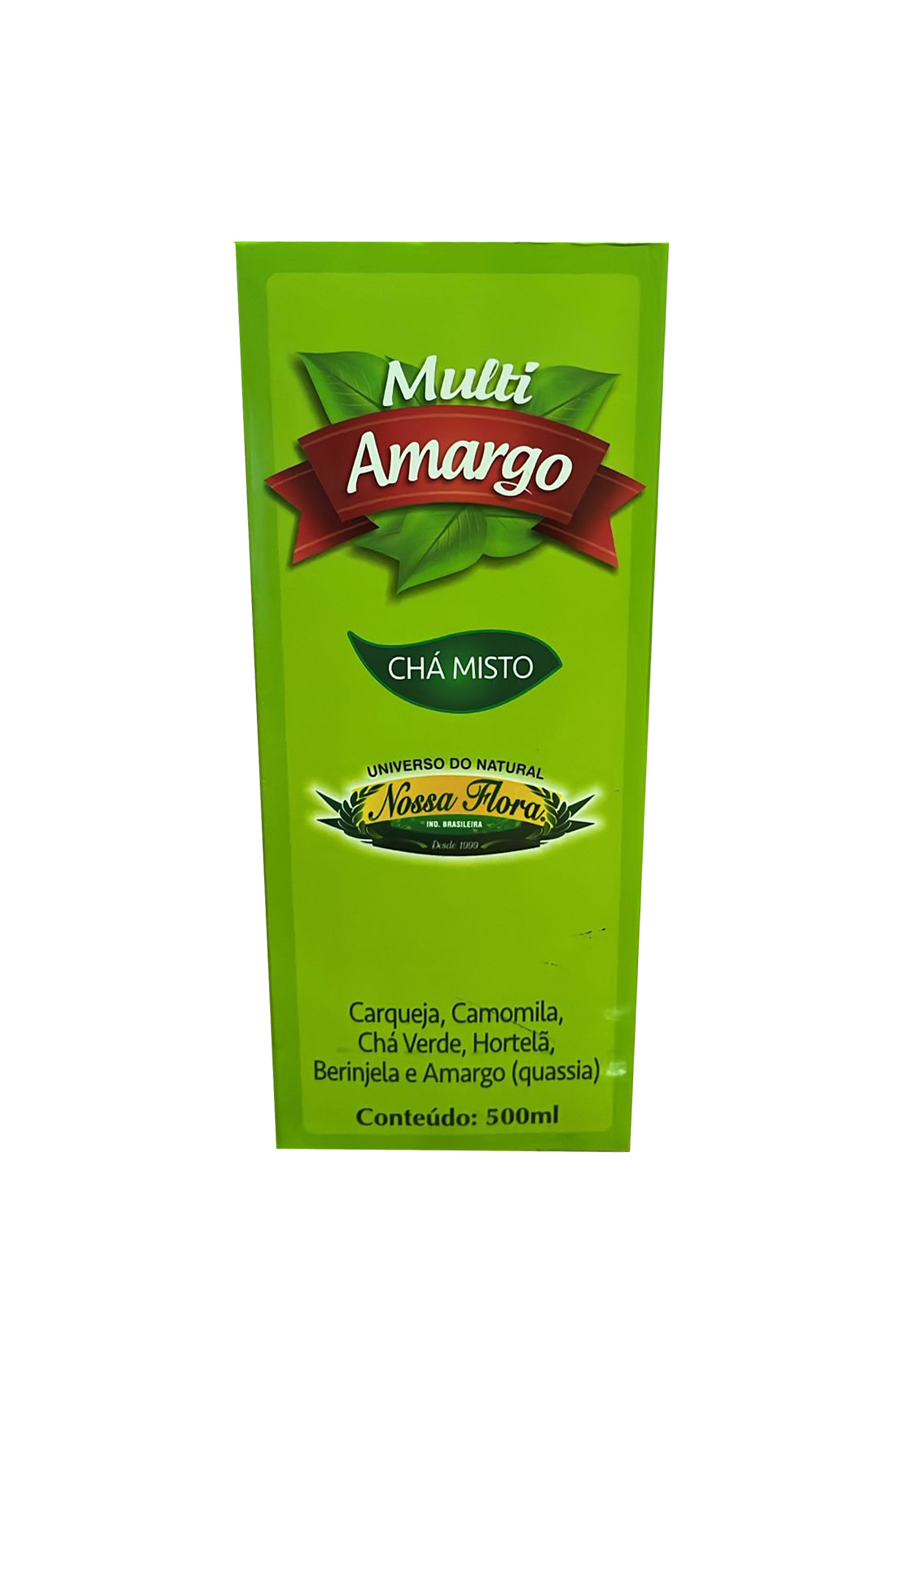 Multi
Amargo
CHÁ MISTO
UNIVERSO DO NATURAL
Nossa Flora.
IND. BRASILEIRA
Desde 1999
Carqueja, Camomila,
Chá Verde, Hortelã,
Berinjela e Amargo (quassia)
Conteúdo: 500ml